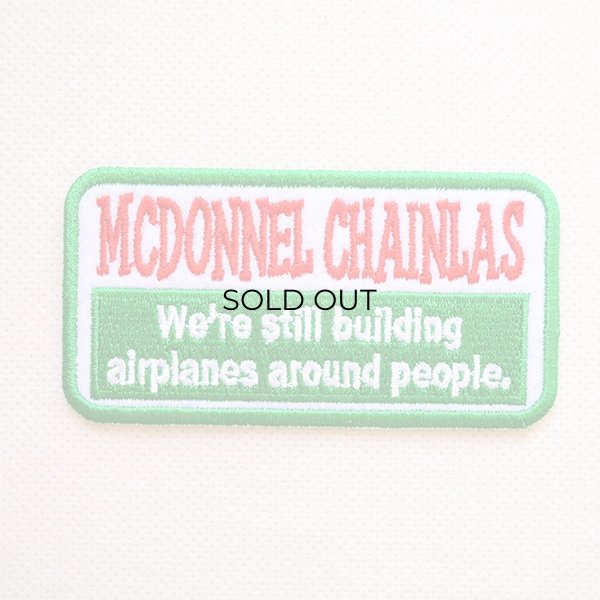 MCDONNEL CHAINLAS
SOLD OUT
We're still building
airplanes around people.